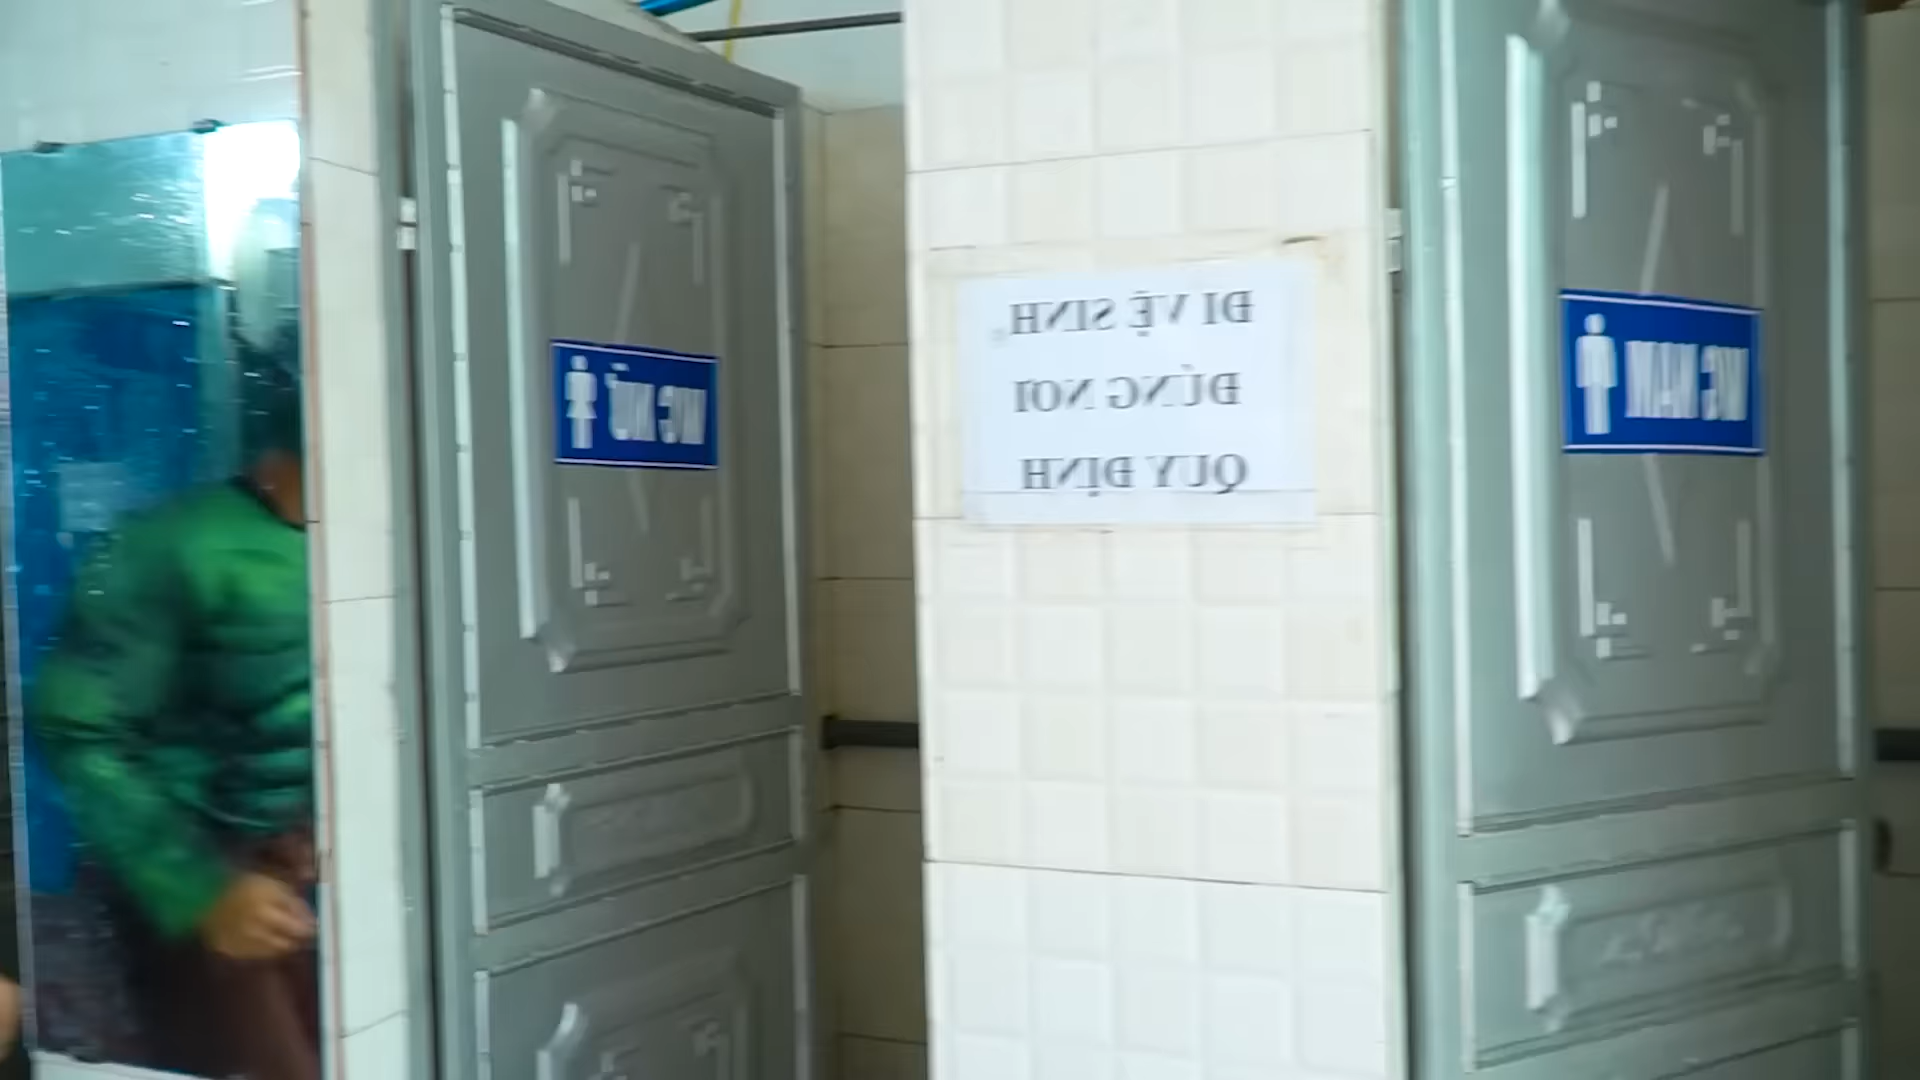 WC NỮ
ĐI VỆ SINH
ĐÚNG NƠI
QUY ĐỊNH
WC NAM